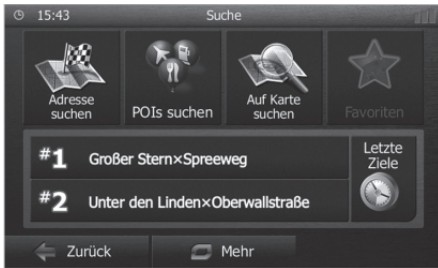 15:43 Suche
Adresse suchen
POIs suchen
Auf Karte suchen
Favoriten
#1 Großer Stern×Spreeweg
Letzte Ziele
#2 Unter den Linden×Oberwallstraße
Zurück Mehr